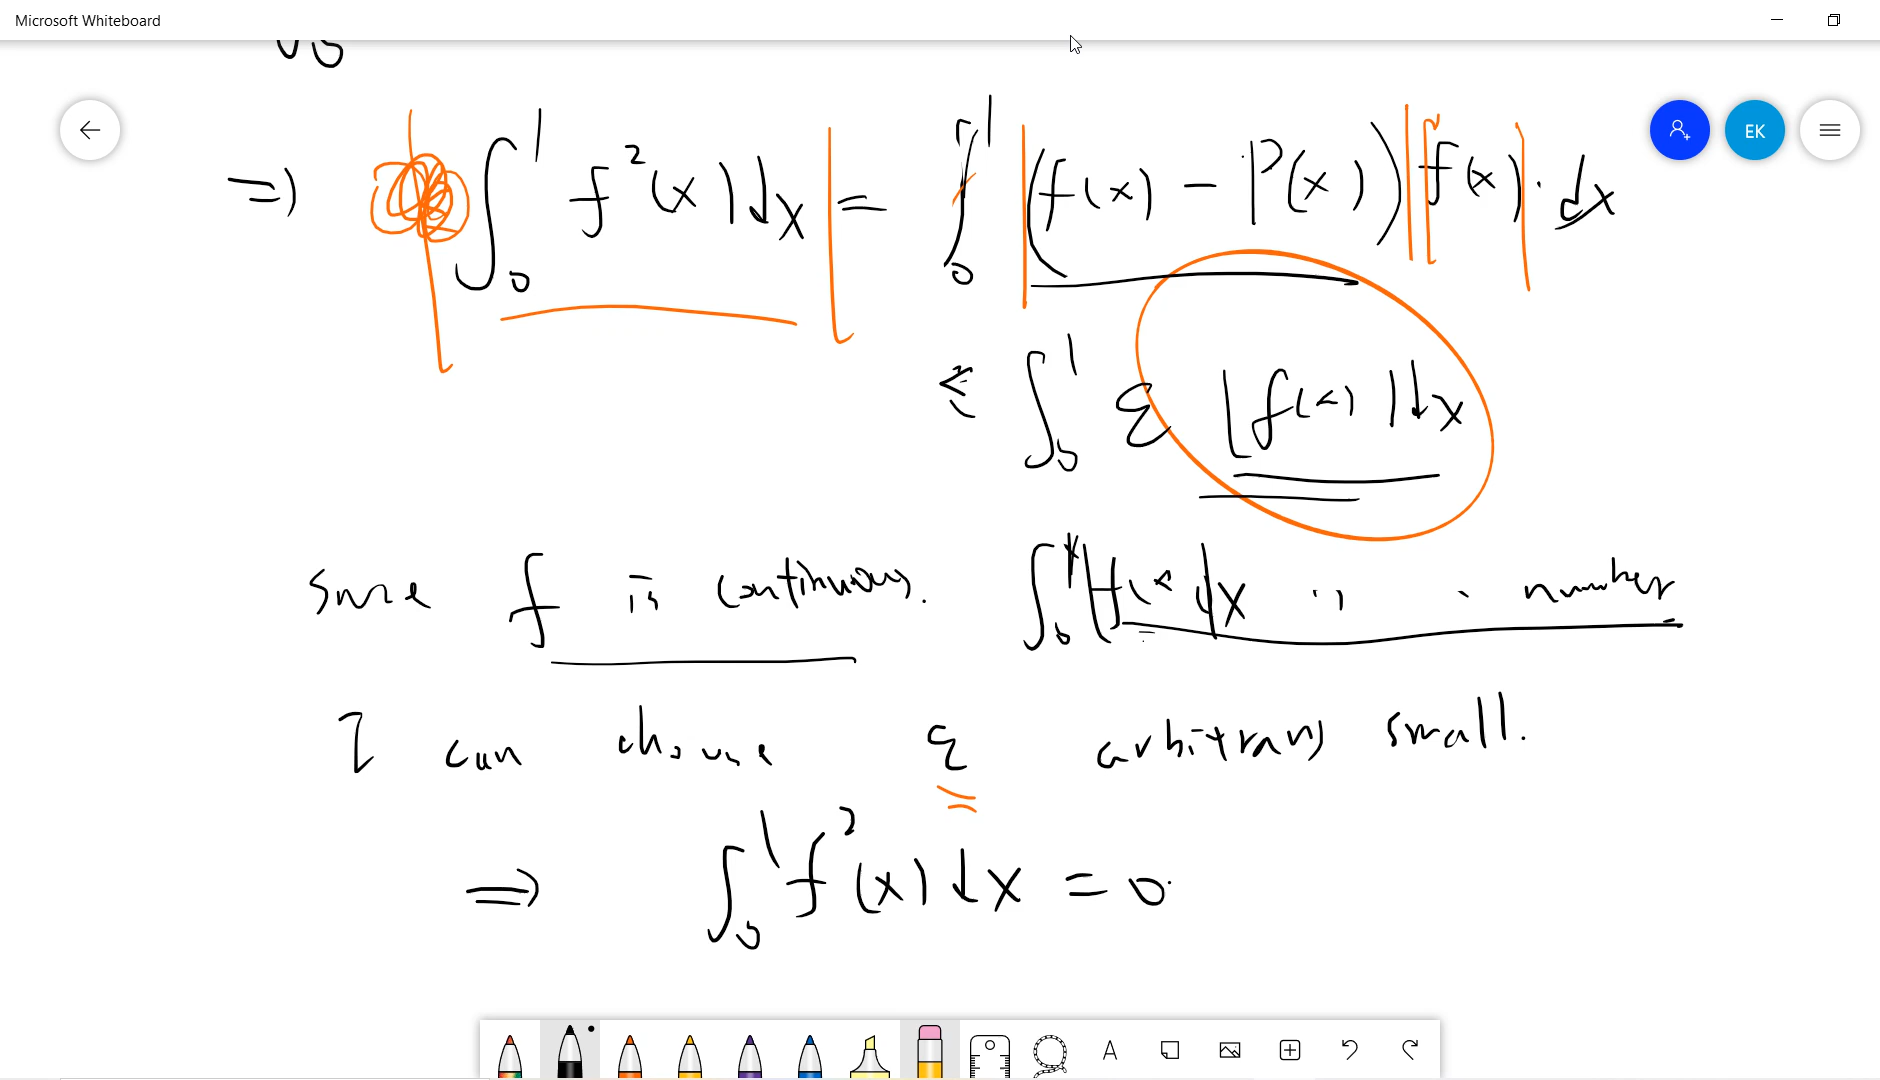 Microsoft Whiteboard
EK
=> | ∫₀¹ f²(x) dx | = ∫₀¹ |(f(x) - P(x))| |f(x)| · dx
≤ ∫₀¹ ε |f(x)| dx
Since f is continuous. ∫₀¹ |f(x dx number
I can choose ε arbitrary small.
=> ∫₀¹ f²(x) dx = 0
A